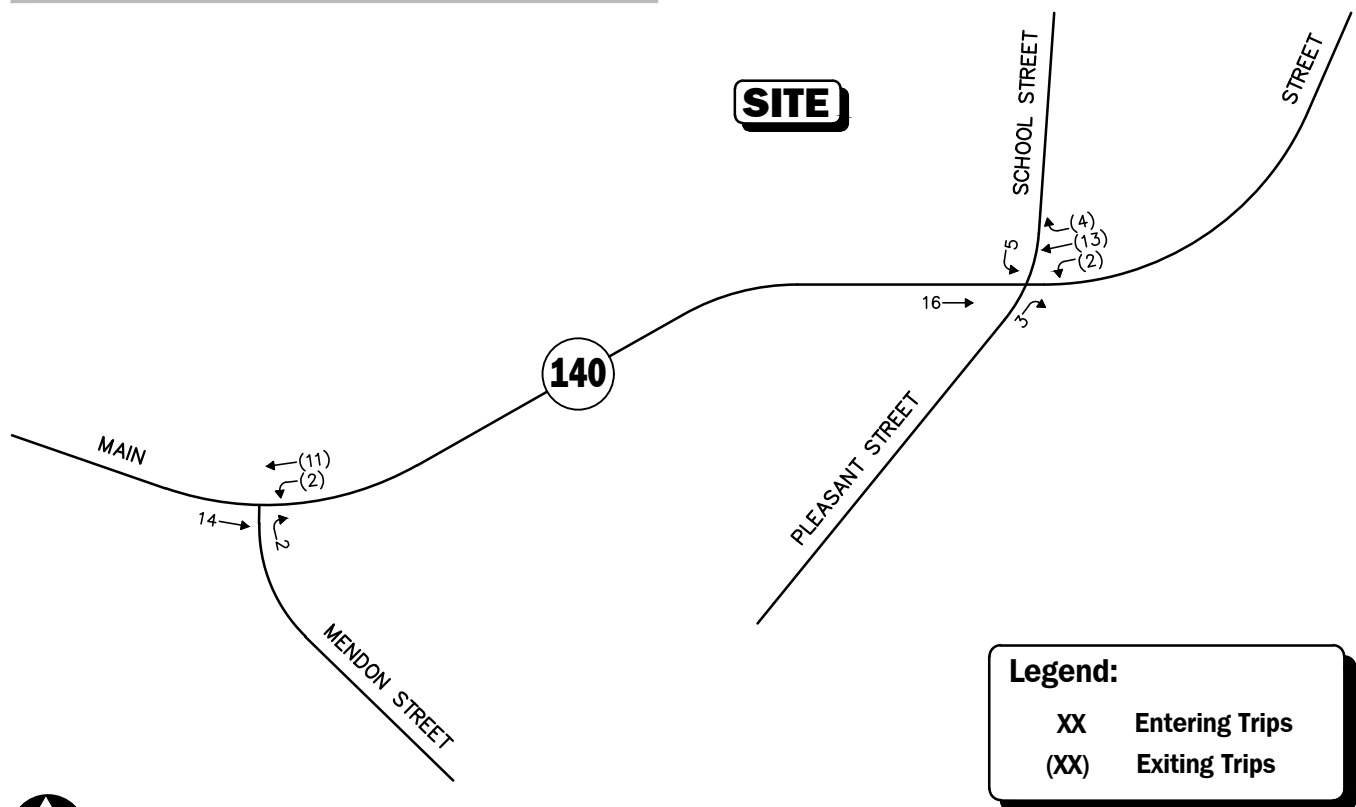 SCHOOL STREET
STREET
SITE
(4)
(13)
(2)
5
16
3
140
PLEASANT STREET
MAIN
(11)
(2)
14
2
MENDON STREET
Legend:
XX Entering Trips
(XX) Exiting Trips